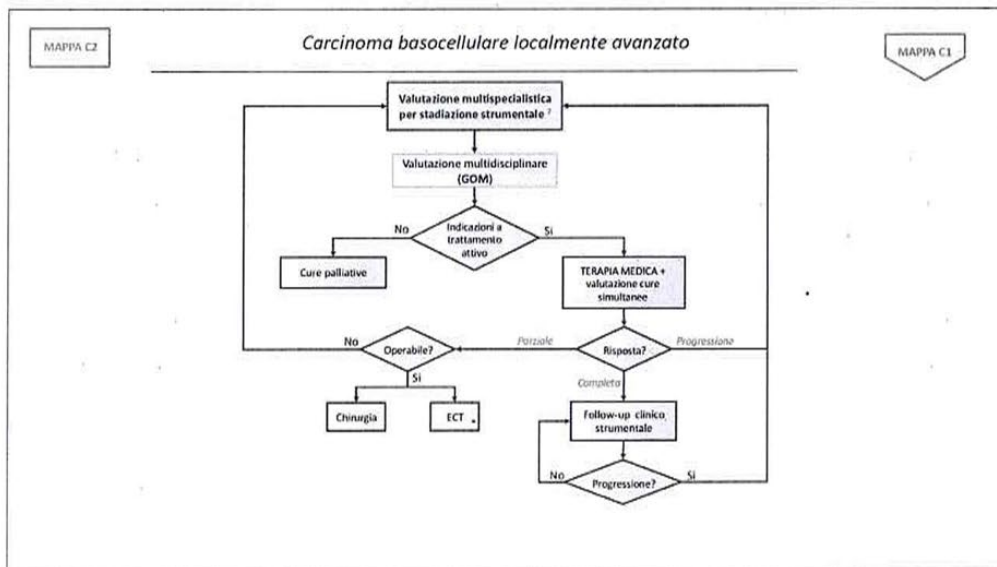 MAPPA C2
Carcinoma basocellulare localmente avanzato
MAPPA C1
Valutazione multispecialistica
per stadiazione strumentale ?
Valutazione multidisciplinare
(GOM)
No
Indicazioni a
trattamento
attivo
Si
Cure palliative
TERAPIA MEDICA +
valutazione cure
simultanee
No
Operabile?
Parziale
Risposta?
Progressione
Si
Completa
Chirurgia
ECT
Follow-up clinico
strumentale
No
Progressione?
Si